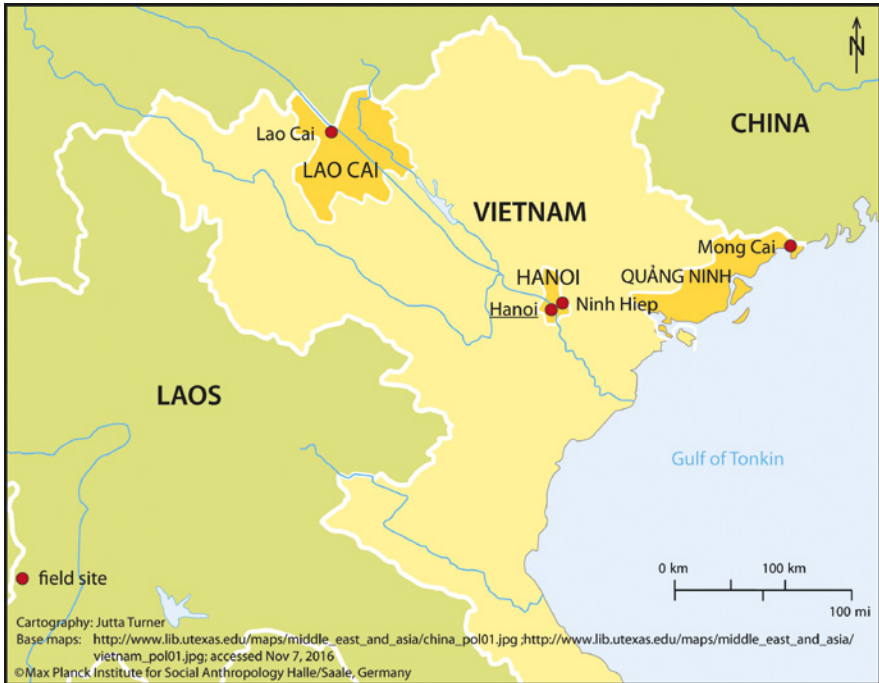 N
CHINA
Lao Cai
LAO CAI
VIETNAM
Mong Cai
HANOI
QUẢNG NINH
Hanoi
Ninh Hiep
LAOS
Gulf of Tonkin
0 km 100 km
100 mi
field site
Cartography: Jutta Turner
Base maps: http://www.lib.utexas.edu/maps/middle_east_and_asia/china_pol01.jpg ;http://www.lib.utexas.edu/maps/middle_east_and_asia/
vietnam_pol01.jpg; accessed Nov 7, 2016
©Max Planck Institute for Social Anthropology Halle/Saale, Germany